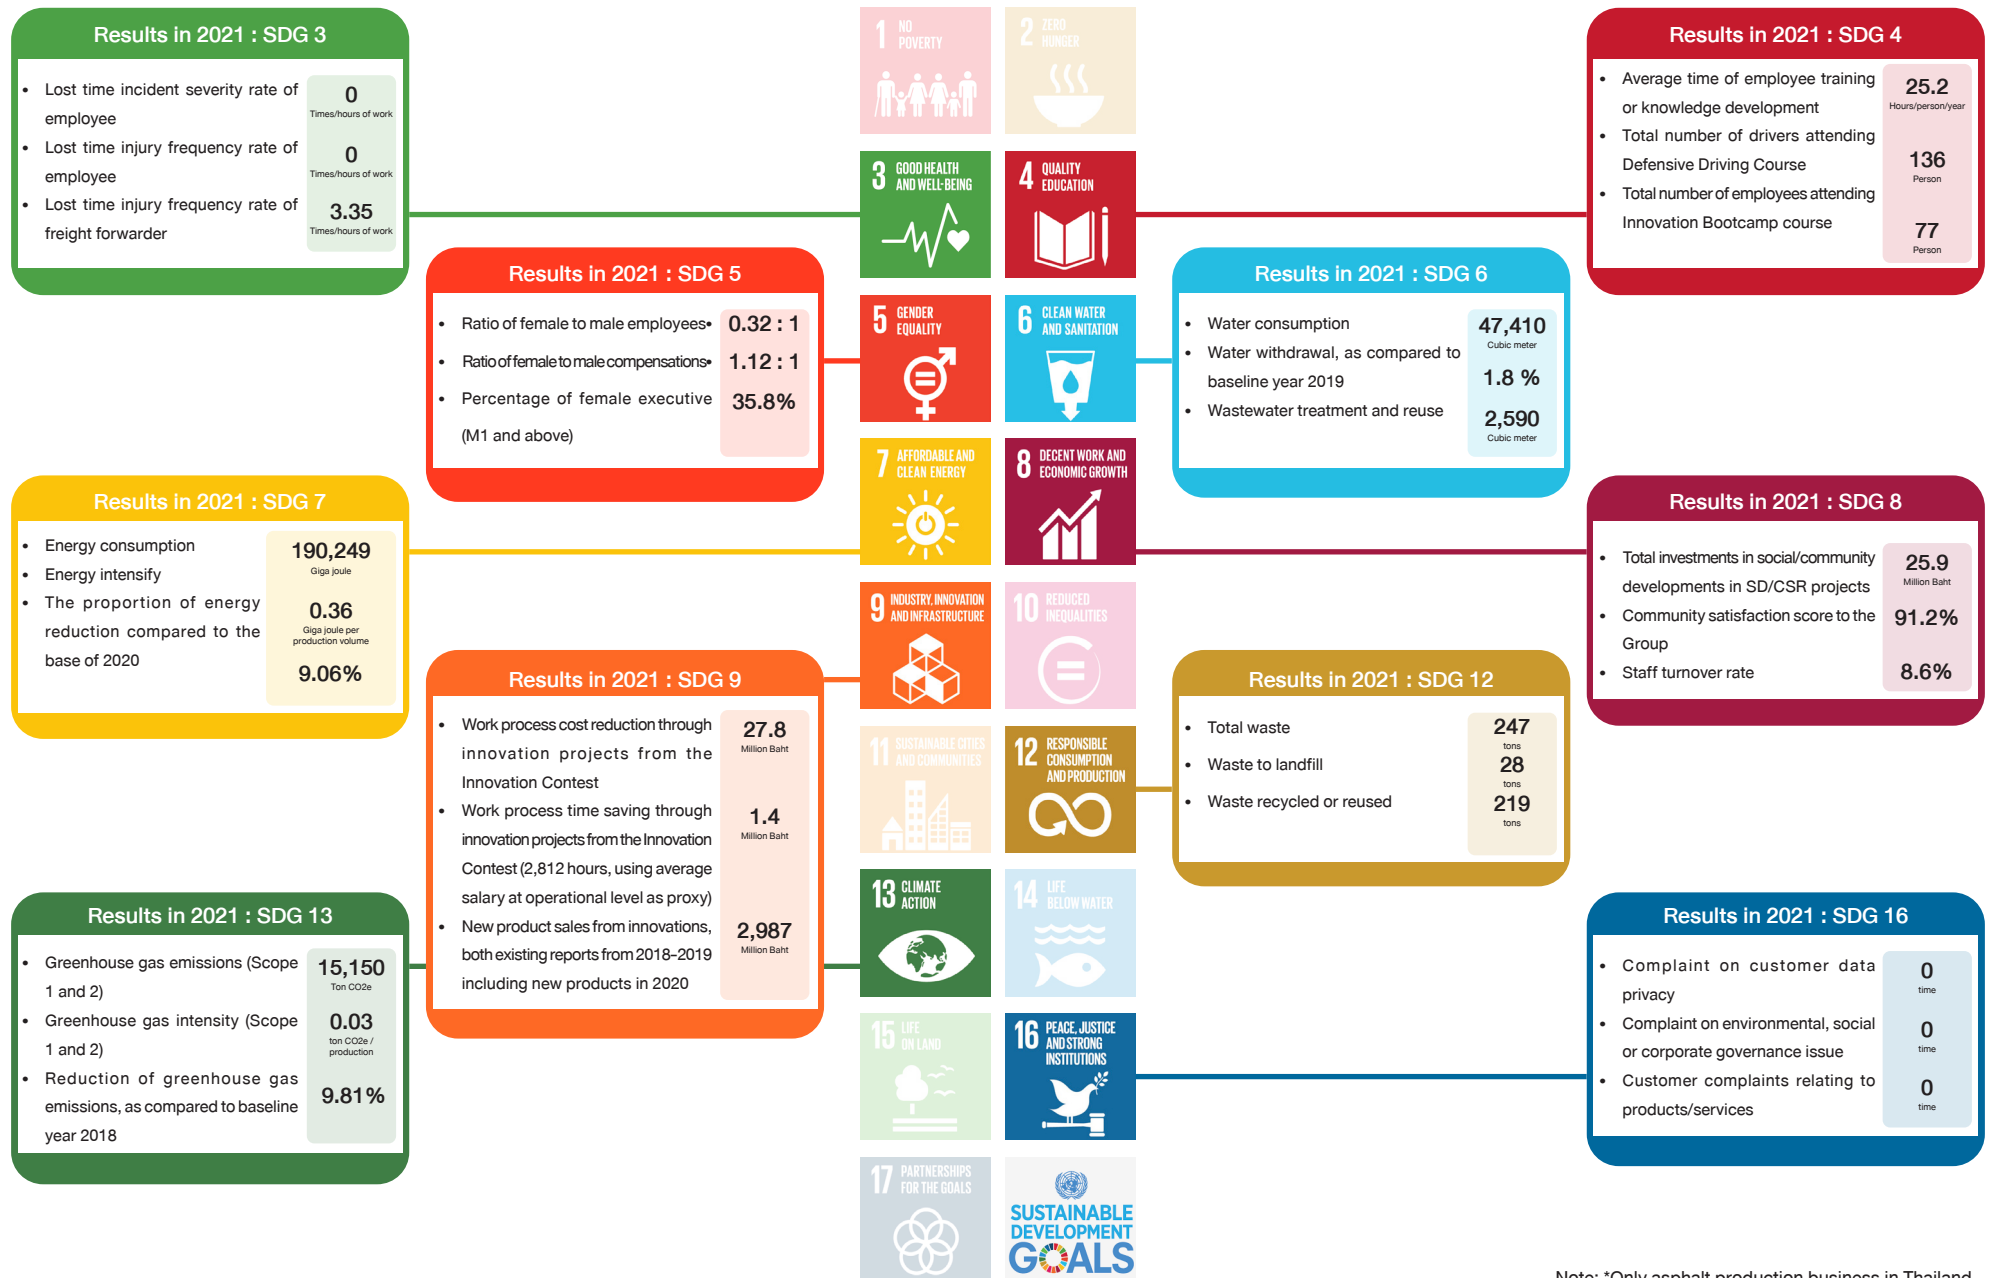 Results in 2021 : SDG 3
• Lost time incident severity rate of
employee
0
Times/hours of work
• Lost time injury frequency rate of
employee
0
Times/hours of work
• Lost time injury frequency rate of
freight forwarder
3.35
Times/hours of work
1 NO
POVERTY
2 ZERO
HUNGER
Results in 2021 : SDG 4
• Average time of employee training
or knowledge development
25.2
Hours/person/year
• Total number of drivers attending
Defensive Driving Course
136
Person
• Total number of employees attending
Innovation Bootcamp course
77
Person
3 GOOD HEALTH
AND WELL-BEING
4 QUALITY
EDUCATION
Results in 2021 : SDG 5
• Ratio of female to male employees•
0.32 : 1
• Ratio of female to male compensations•
1.12 : 1
• Percentage of female executive
(M1 and above)
35.8%
5 GENDER
EQUALITY
6 CLEAN WATER
AND SANITATION
Results in 2021 : SDG 6
• Water consumption
47,410
Cubic meter
• Water withdrawal, as compared to
baseline year 2019
1.8 %
• Wastewater treatment and reuse
2,590
Cubic meter
Results in 2021 : SDG 7
• Energy consumption
190,249
Giga joule
• Energy intensify
0.36
Giga joule per
production volume
• The proportion of energy
reduction compared to the
base of 2020
9.06%
7 AFFORDABLE AND
CLEAN ENERGY
8 DECENT WORK AND
ECONOMIC GROWTH
Results in 2021 : SDG 8
• Total investments in social/community
developments in SD/CSR projects
25.9
Million Baht
• Community satisfaction score to the
Group
91.2%
• Staff turnover rate
8.6%
9 INDUSTRY, INNOVATION
AND INFRASTRUCTURE
10 REDUCED
INEQUALITIES
Results in 2021 : SDG 9
• Work process cost reduction through
innovation projects from the
Innovation Contest
27.8
Million Baht
• Work process time saving through
innovation projects from the Innovation
Contest (2,812 hours, using average
salary at operational level as proxy)
1.4
Million Baht
• New product sales from innovations,
both existing reports from 2018-2019
including new products in 2020
2,987
Million Baht
11 SUSTAINABLE CITIES
AND COMMUNITIES
12 RESPONSIBLE
CONSUMPTION
AND PRODUCTION
Results in 2021 : SDG 12
• Total waste
247
tons
• Waste to landfill
28
tons
• Waste recycled or reused
219
tons
Results in 2021 : SDG 13
• Greenhouse gas emissions (Scope
1 and 2)
15,150
Ton CO2e
• Greenhouse gas intensity (Scope
1 and 2)
0.03
ton CO2e /
production
• Reduction of greenhouse gas
emissions, as compared to baseline
year 2018
9.81%
13 CLIMATE
ACTION
14 LIFE
BELOW WATER
Results in 2021 : SDG 16
• Complaint on customer data
privacy
0
time
• Complaint on environmental, social
or corporate governance issue
0
time
• Customer complaints relating to
products/services
0
time
15 LIFE
ON LAND
16 PEACE, JUSTICE
AND STRONG
INSTITUTIONS
17 PARTNERSHIPS
FOR THE GOALS
SUSTAINABLE
DEVELOPMENT
GOALS
Note: *Only asphalt production business in Thailand